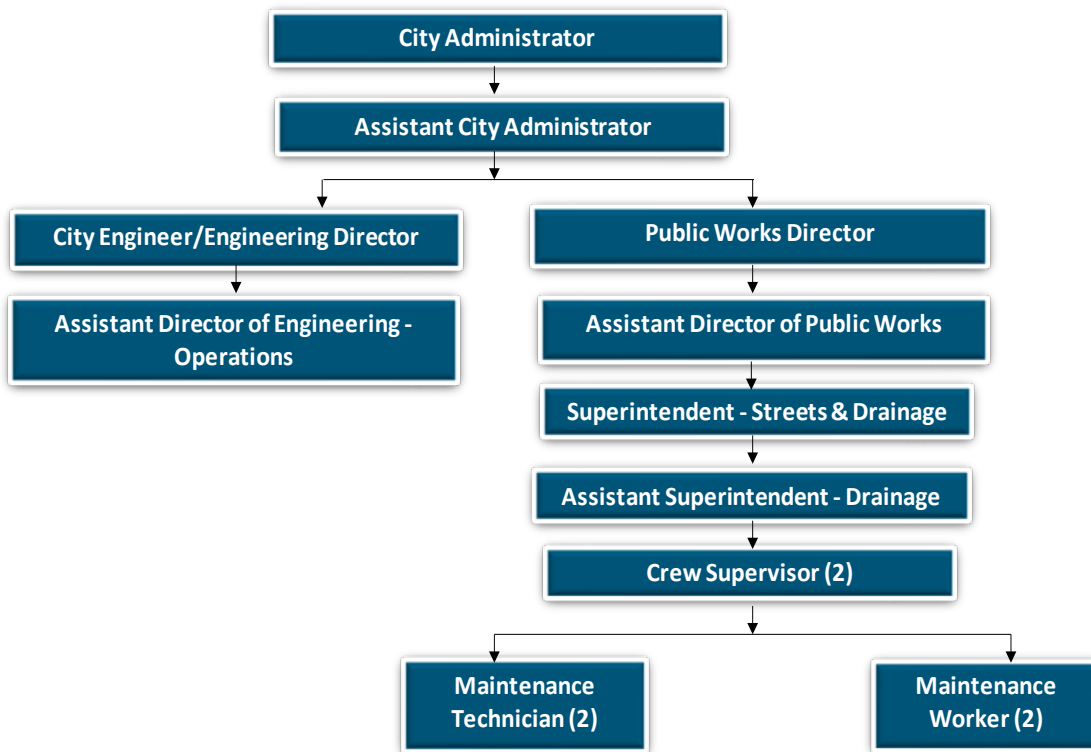 City Administrator
Assistant City Administrator
City Engineer/Engineering Director
Public Works Director
Assistant Director of Engineering -
Operations
Assistant Director of Public Works
Superintendent - Streets & Drainage
Assistant Superintendent - Drainage
Crew Supervisor (2)
Maintenance
Technician (2)
Maintenance
Worker (2)